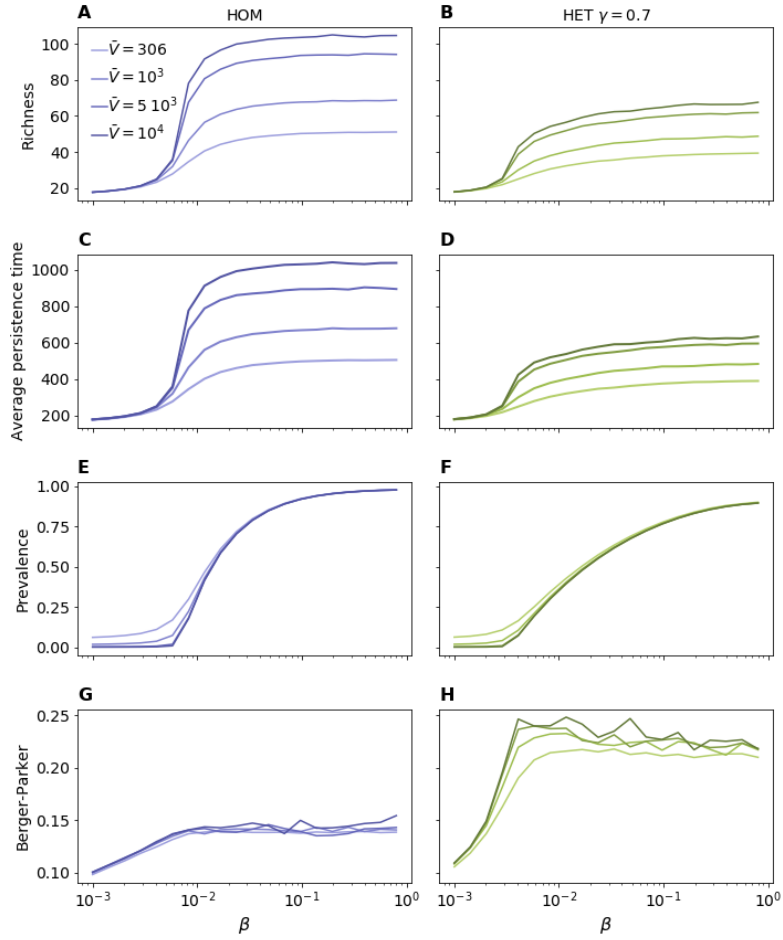 A HOM
B HET γ = 0.7
Richness
100
80
60
40
20
V̄ = 306
V̄ = 10³
V̄ = 5 10³
V̄ = 10⁴
C
D
Average persistence time
1000
800
600
400
200
E
F
Prevalence
1.00
0.75
0.50
0.25
0.00
G
H
Berger-Parker
0.25
0.20
0.15
0.10
10⁻³ 10⁻² 10⁻¹ 10⁰
10⁻³ 10⁻² 10⁻¹ 10⁰
β
β